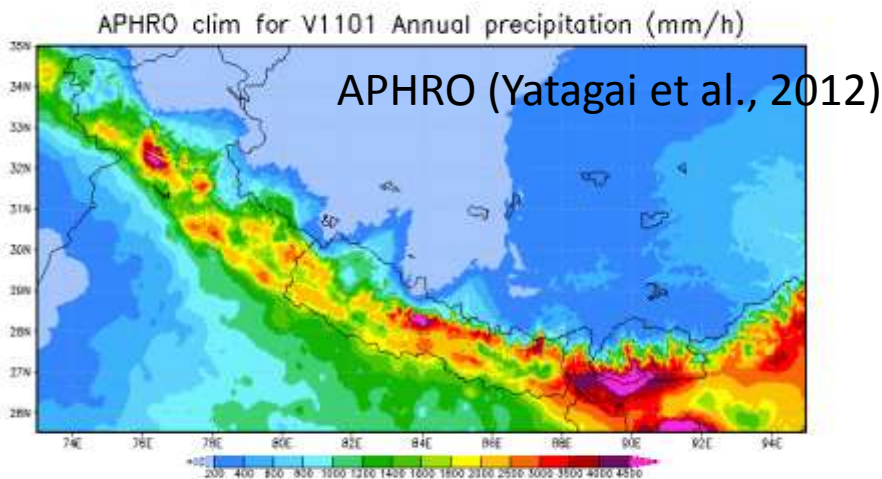 APHRO clim for V1101 Annual precipitation (mm/h)
APHRO (Yatagai et al., 2012)
35N
34N
33N
32N
31N
30N
29N
28N
27N
26N
74E 76E 78E 80E 82E 84E 86E 88E 90E 92E 94E
200 400 600 800 1000 1200 1400 1600 1800 2000 2500 3000 3500 4000 4500